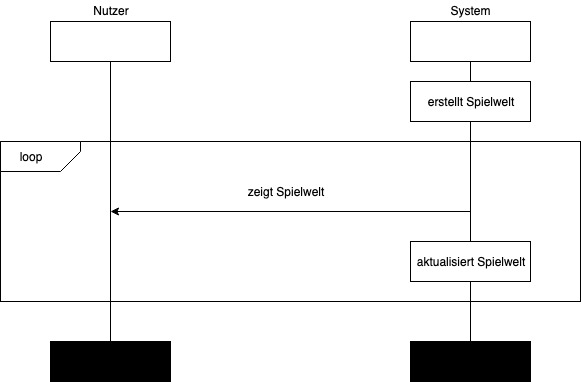 Nutzer
System
erstellt Spielwelt
loop
zeigt Spielwelt
aktualisiert Spielwelt